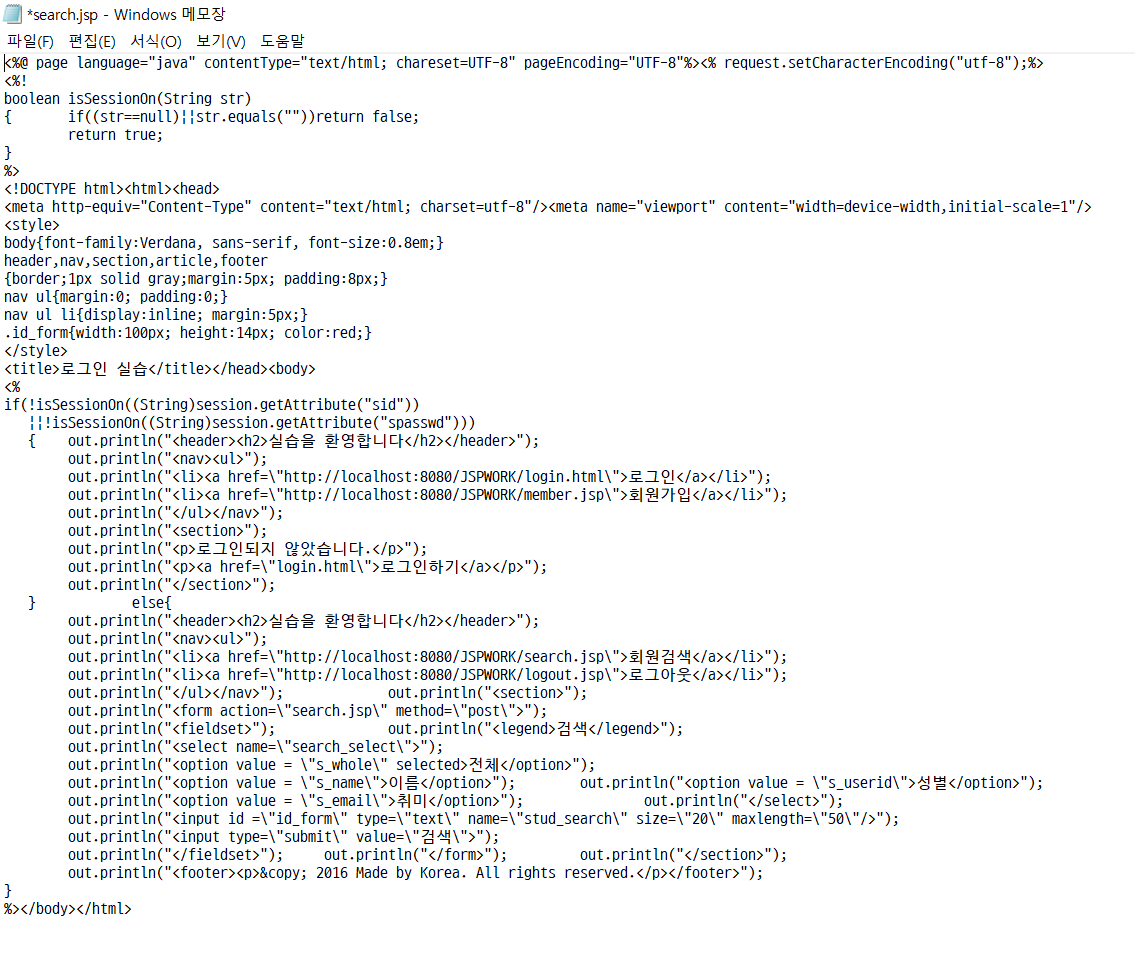 *search.jsp - Windows 메모장
파일(F) 편집(E) 서식(O) 보기(V) 도움말
<%@ page language="java" contentType="text/html; chareset=UTF-8" pageEncoding="UTF-8"%><% request.setCharacterEncoding("utf-8");%>
<%!
boolean isSessionOn(String str)
{       if((str==null)||str.equals(""))return false;
        return true;
}
%>
<!DOCTYPE html><html><head>
<meta http-equiv="Content-Type" content="text/html; charset=utf-8"/><meta name="viewport" content="width=device-width,initial-scale=1"/>
<style>
body{font-family:Verdana, sans-serif, font-size:0.8em;}
header,nav,section,article,footer
{border;1px solid gray;margin:5px; padding:8px;}
nav ul{margin:0; padding:0;}
nav ul li{display:inline; margin:5px;}
.id_form{width:100px; height:14px; color:red;}
</style>
<title>로그인 실습</title></head><body>
<%
if(!isSessionOn((String)session.getAttribute("sid"))
   ||!isSessionOn((String)session.getAttribute("spasswd")))
   {    out.println("<header><h2>실습을 환영합니다</h2></header>");
        out.println("<nav><ul>");
        out.println("<li><a href=\"http://localhost:8080/JSPWORK/login.html\">로그인</a></li>");
        out.println("<li><a href=\"http://localhost:8080/JSPWORK/member.jsp\">회원가입</a></li>");
        out.println("</ul></nav>");
        out.println("<section>");
        out.println("<p>로그인되지 않았습니다.</p>");
        out.println("<p><a href=\"login.html\">로그인하기</a></p>");
        out.println("</section>");
   }            else{
        out.println("<header><h2>실습을 환영합니다</h2></header>");
        out.println("<nav><ul>");
        out.println("<li><a href=\"http://localhost:8080/JSPWORK/search.jsp\">회원검색</a></li>");
        out.println("<li><a href=\"http://localhost:8080/JSPWORK/logout.jsp\">로그아웃</a></li>");
        out.println("</ul></nav>");             out.println("<section>");
        out.println("<form action=\"search.jsp\" method=\"post\">");
        out.println("<fieldset>");              out.println("<legend>검색</legend>");
        out.println("<select name=\"search_select\">");
        out.println("<option value = \"s_whole\" selected>전체</option>");
        out.println("<option value = \"s_name\">이름</option>");        out.println("<option value = \"s_userid\">성별</option>");
        out.println("<option value = \"s_email\">취미</option>");               out.println("</select>");
        out.println("<input id =\"id_form\" type=\"text\" name=\"stud_search\" size=\"20\" maxlength=\"50\"/>");
        out.println("<input type=\"submit\" value=\"검색\">");
        out.println("</fieldset>");     out.println("</form>");         out.println("</section>");
        out.println("<footer><p>&copy; 2016 Made by Korea. All rights reserved.</p></footer>");
}
%></body></html>